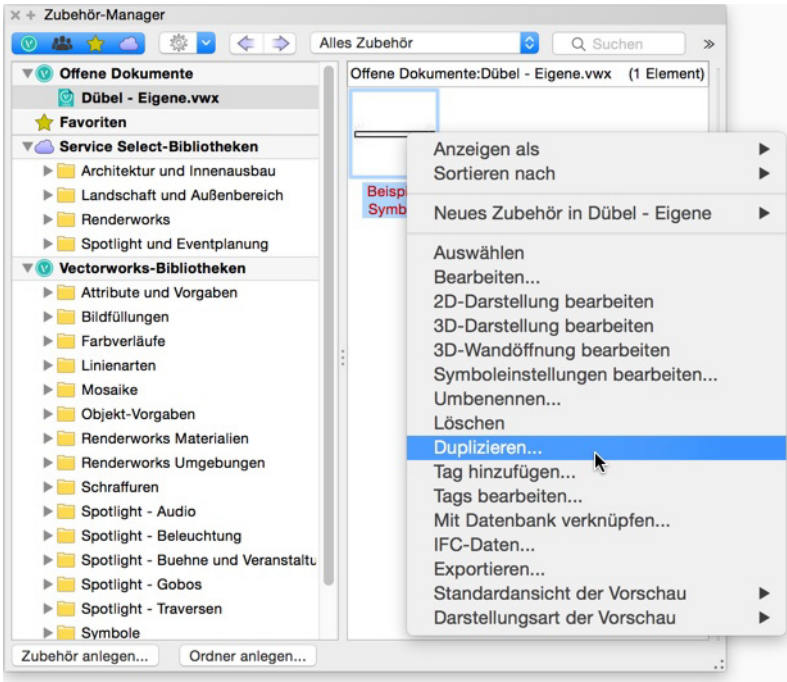 Zubehör-Manager
Alles Zubehör
Suchen
Offene Dokumente
Dübel - Eigene.vwx
Favoriten
Service Select-Bibliotheken
Architektur und Innenausbau
Landschaft und Außenbereich
Renderworks
Spotlight und Eventplanung
Vectorworks-Bibliotheken
Attribute und Vorgaben
Bildfüllungen
Farbverläufe
Linienarten
Mosaike
Objekt-Vorgaben
Renderworks Materialien
Renderworks Umgebungen
Schraffuren
Spotlight - Audio
Spotlight - Beleuchtung
Spotlight - Buehne und Veranstaltu
Spotlight - Gobos
Spotlight - Traversen
Symbole
Zubehör anlegen... Ordner anlegen...
Offene Dokumente:Dübel - Eigene.vwx (1 Element)
Beispi
Symb
Anzeigen als
Sortieren nach
Neues Zubehör in Dübel - Eigene
Auswählen
Bearbeiten...
2D-Darstellung bearbeiten
3D-Darstellung bearbeiten
3D-Wandöffnung bearbeiten
Symboleinstellungen bearbeiten...
Umbenennen...
Löschen
Duplizieren...
Tag hinzufügen...
Tags bearbeiten...
Mit Datenbank verknüpfen...
IFC-Daten...
Exportieren...
Standardansicht der Vorschau
Darstellungsart der Vorschau